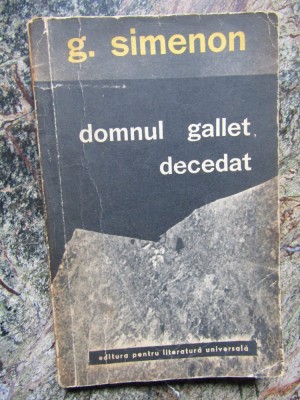 g. simenon
domnul gallet,
decedat
editura pentru literatură universală